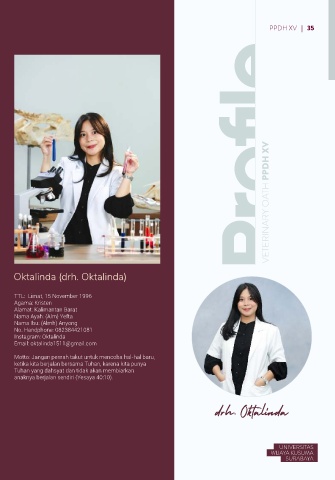 PPDH XV | 35
Profile
VETERINARY OATH PPDH XV
Oktalinda (drh. Oktalinda)
TTL: Lanat, 15 November 1996
Agama: Kristen
Alamat: Kalimantan Barat
Nama Ayah: (Alm) Yefta
Nama Ibu: (Almh) Anyang
No. Handphone: 082384421081
Instagram: Oktalinda
Email: oktalinda1511@gmail.com
Motto: Jangan pernah takut untuk mencoba hal-hal baru,
ketika kita berjalan bersama Tuhan, karena kita punya
Tuhan yang dahsyat dan tidak akan membiarkan
anaknya berjalan sendiri (Yesaya 40:10).
drh. Oktalinda
UNIVERSITAS
WIJAYA KUSUMA
SURABAYA